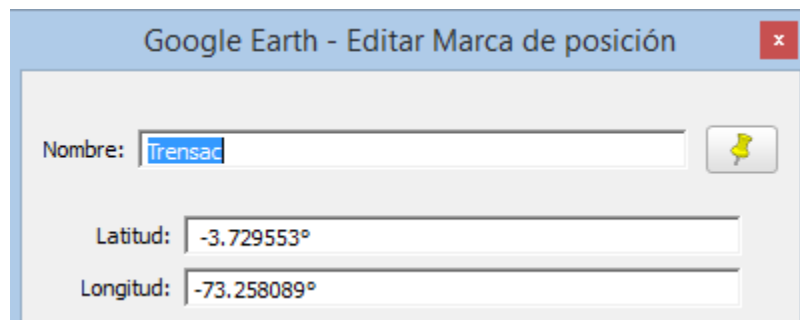 Google Earth - Editar Marca de posición
x
Nombre: Trensac
Latitud: -3.729553°
Longitud: -73.258089°